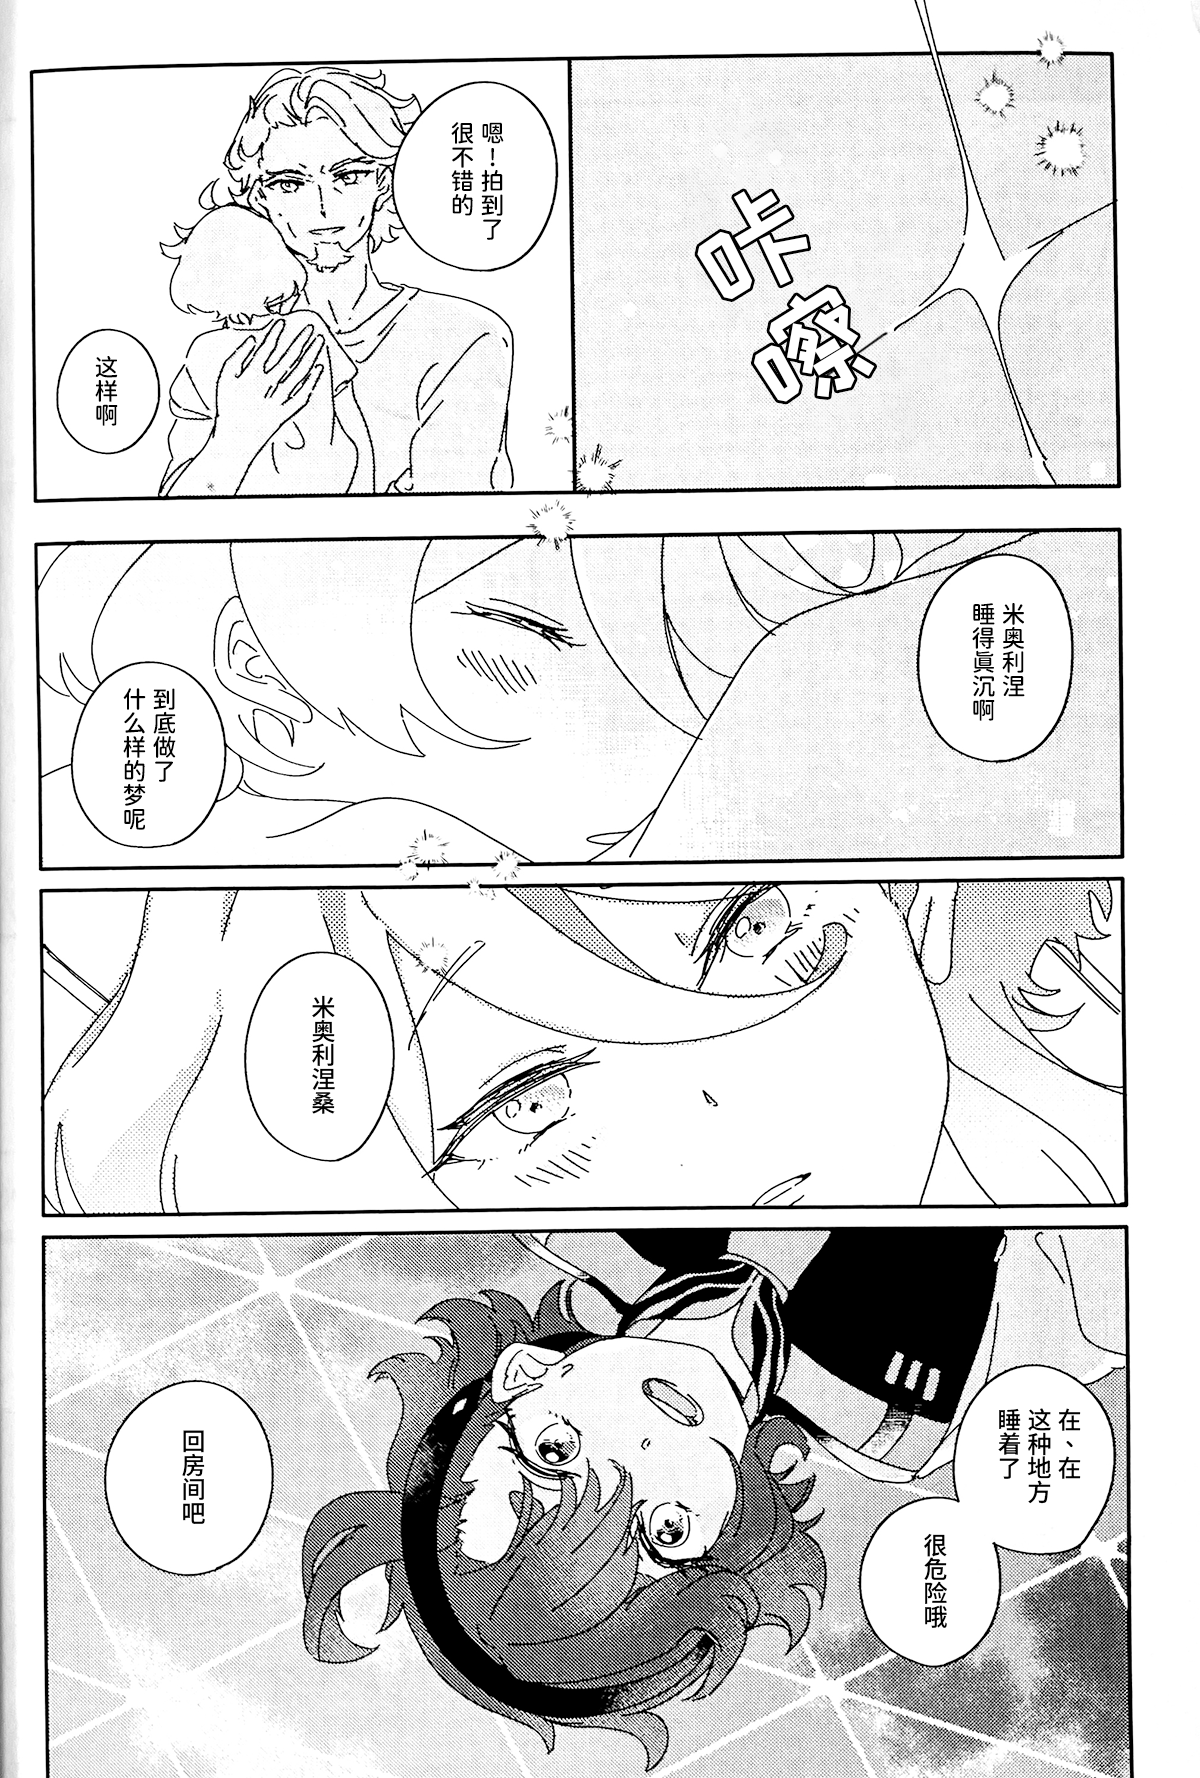 咔嚓
嗯！拍到了
很不错的
这样啊
米奥利涅
睡得真沉啊
到底做了
什么样的梦呢
米奥利涅桑
在、在
这种地方
睡着了
很危险哦
回房间吧